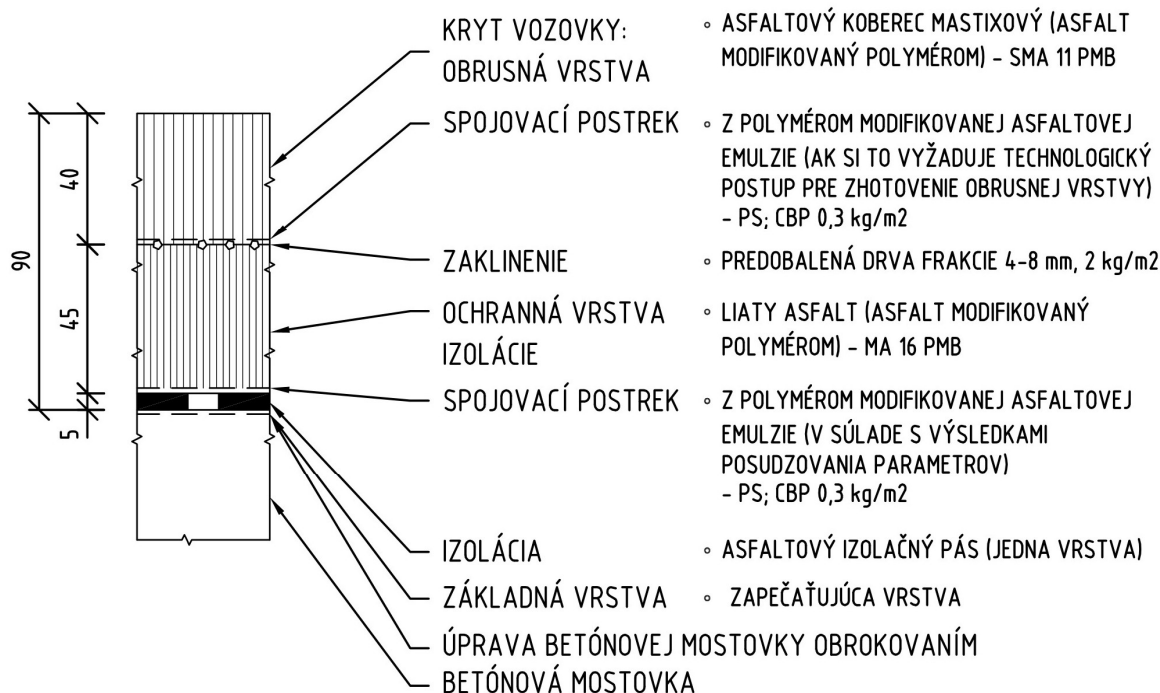 KRYT VOZOVKY:
OBRUSNÁ VRSTVA
◦ ASFALTOVÝ KOBEREC MASTIXOVÝ (ASFALT
MODIFIKOVANÝ POLYMÉROM) - SMA 11 PMB
SPOJOVACÍ POSTREK
◦ Z POLYMÉROM MODIFIKOVANEJ ASFALTOVEJ
EMULZIE (AK SI TO VYŽADUJE TECHNOLOGICKÝ
POSTUP PRE ZHOTOVENIE OBRUSNEJ VRSTVY)
- PS; CBP 0,3 kg/m2
ZAKLINENIE
◦ PREDOBALENÁ DRVA FRAKCIE 4-8 mm, 2 kg/m2
OCHRANNÁ VRSTVA
IZOLÁCIE
◦ LIATY ASFALT (ASFALT MODIFIKOVANÝ
POLYMÉROM) - MA 16 PMB
SPOJOVACÍ POSTREK
◦ Z POLYMÉROM MODIFIKOVANEJ ASFALTOVEJ
EMULZIE (V SÚLADE S VÝSLEDKAMI
POSUDZOVANIA PARAMETROV)
- PS; CBP 0,3 kg/m2
IZOLÁCIA
◦ ASFALTOVÝ IZOLAČNÝ PÁS (JEDNA VRSTVA)
ZÁKLADNÁ VRSTVA
◦ ZAPEČAŤUJÚCA VRSTVA
ÚPRAVA BETÓNOVEJ MOSTOVKY OBROKOVANÍM
BETÓNOVÁ MOSTOVKA
90
40
45
5